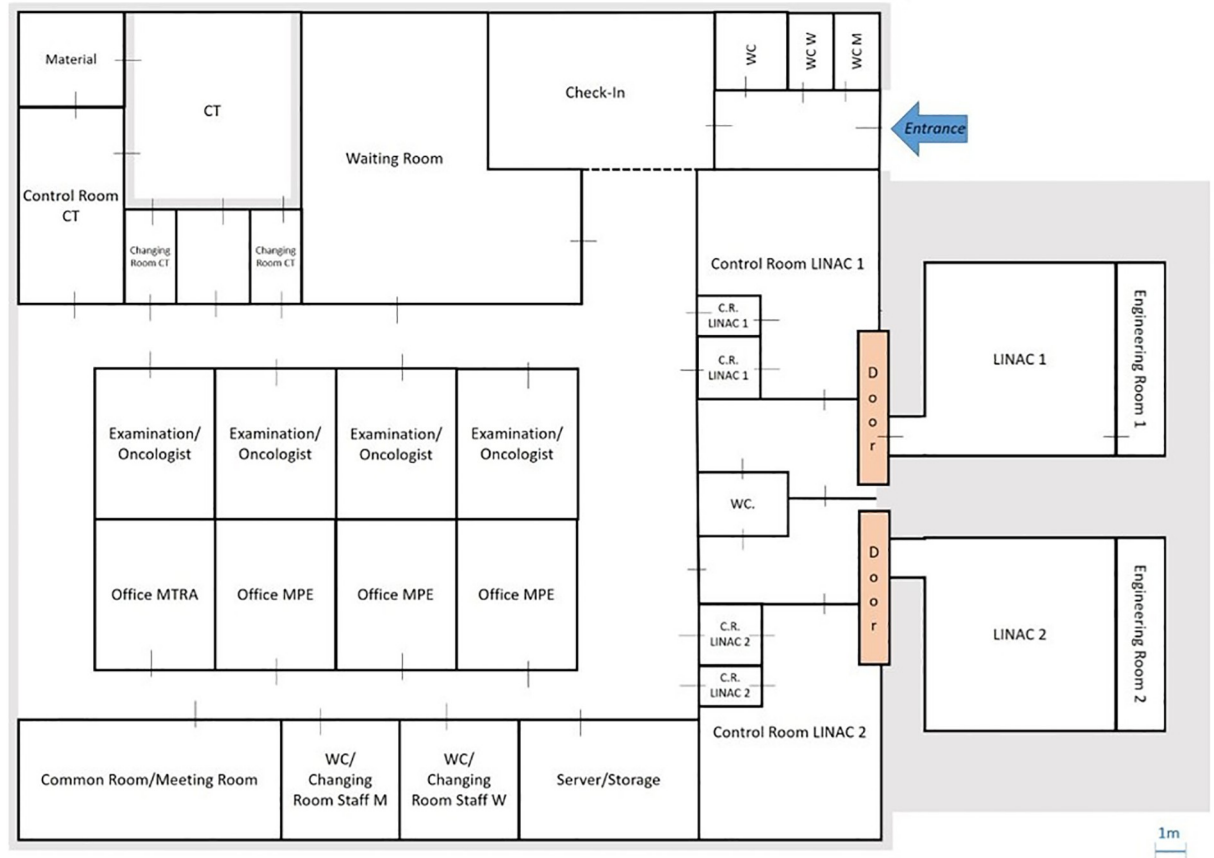 Material
CT
Control Room
CT
Changing
Room CT
Changing
Room CT
Waiting Room
Check-In
WC
WC W
WC M
Entrance
Control Room LINAC 1
C.R.
LINAC 1
C.R.
LINAC 1
Door
LINAC 1
Engineering Room 1
Examination/
Oncologist
Examination/
Oncologist
Examination/
Oncologist
Examination/
Oncologist
WC.
Office MTRA
Office MPE
Office MPE
Office MPE
Door
LINAC 2
Engineering Room 2
C.R.
LINAC 2
C.R.
LINAC 2
Control Room LINAC 2
Common Room/Meeting Room
WC/
Changing
Room Staff M
WC/
Changing
Room Staff W
Server/Storage
1m